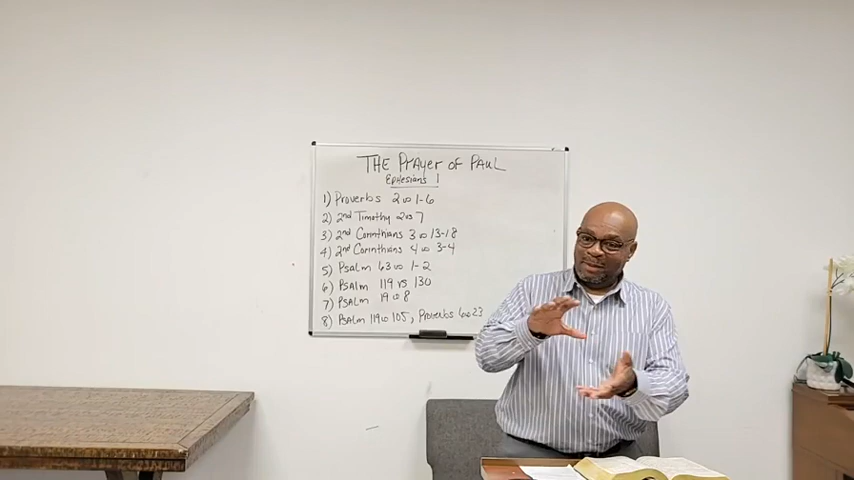 THE Prayer of PAUL
Ephesians 1
1) Proverbs 2 vs 1-6
2) 2nd Timothy 2 vs 7
3) 2nd Corinthians 3 vs 13-18
4) 2nd Corinthians 4 vs 3-4
5) Psalm 63 vs 1-2
6) Psalm 119 vs 130
7) Psalm 19 vs 8
8) Psalm 119 vs 105, Proverbs 6 vs 23